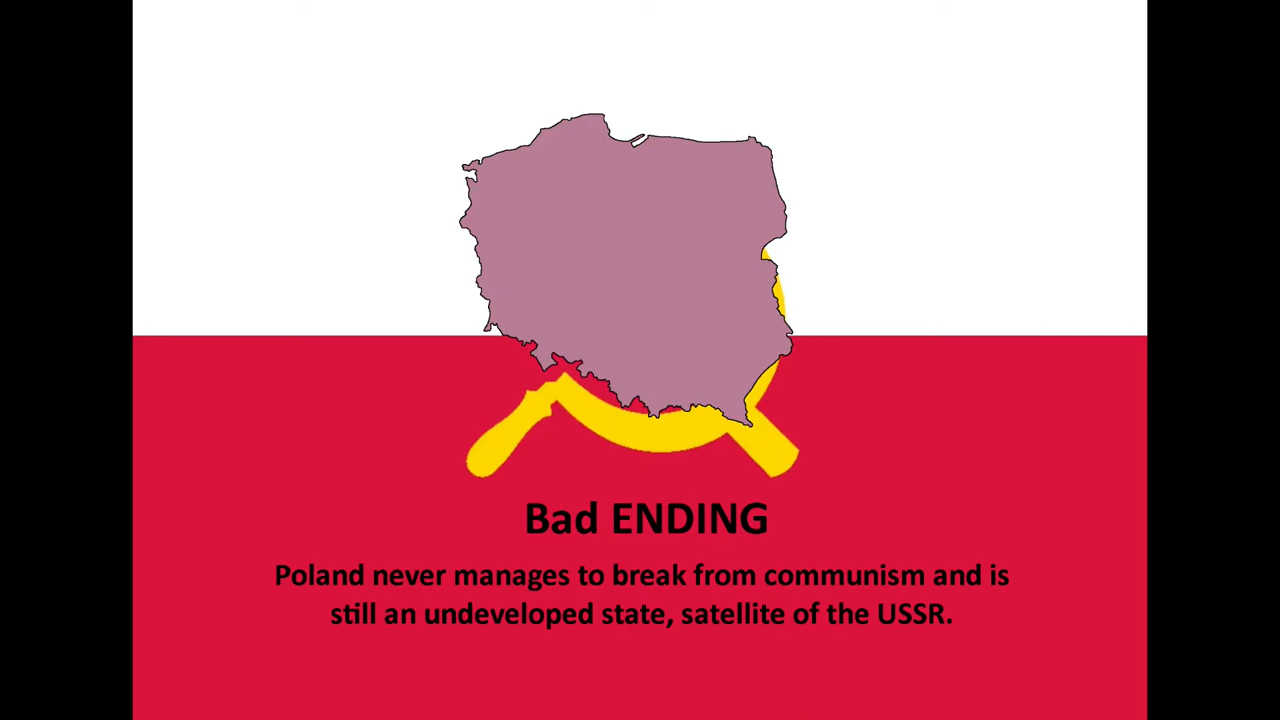 Bad ENDING
Poland never manages to break from communism and is
still an undeveloped state, satellite of the USSR.